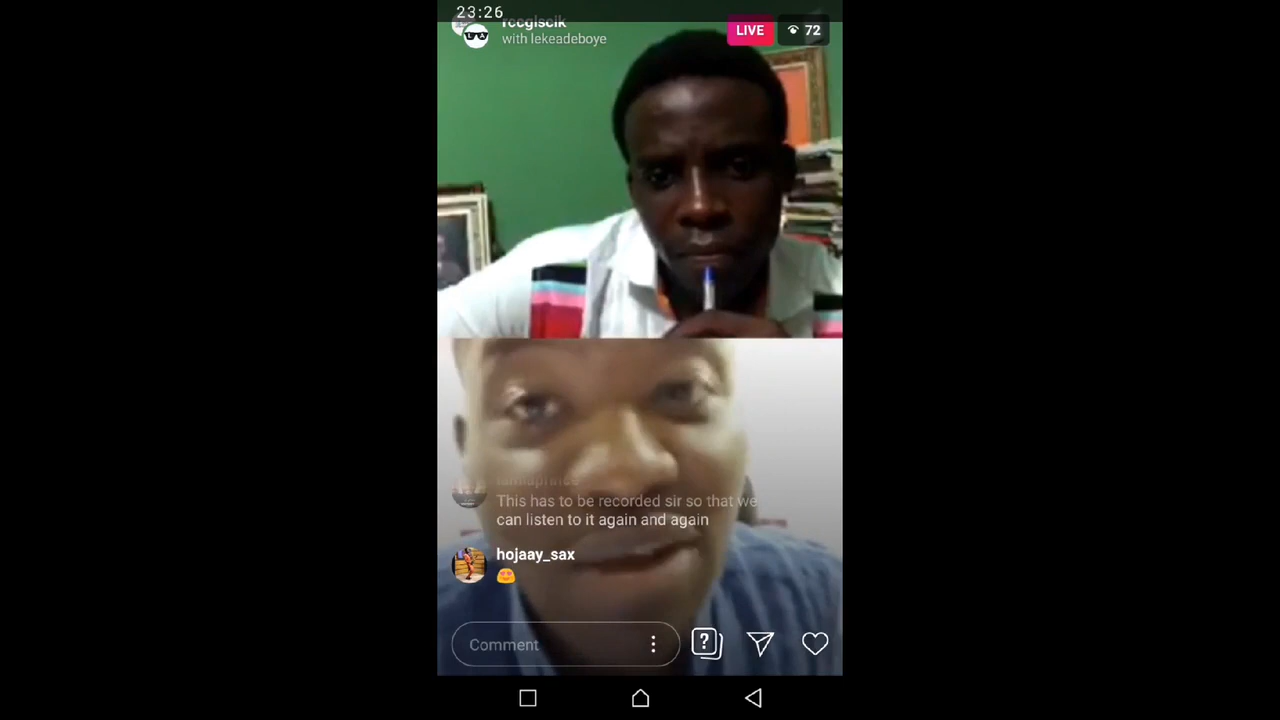 23:26
rccgiscik
with lekeadeboye
LIVE
72
This has to be recorded sir so that we
can listen to it again and again
hojaay_sax
Comment